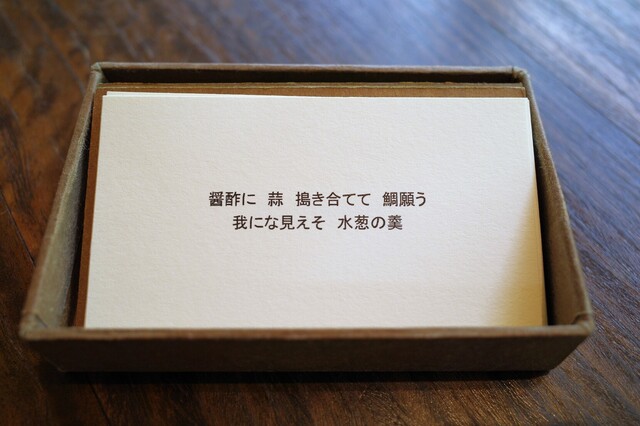 醤酢に　蒜　搗き合てて　鯛願う
我にな見えそ　水葱の羹